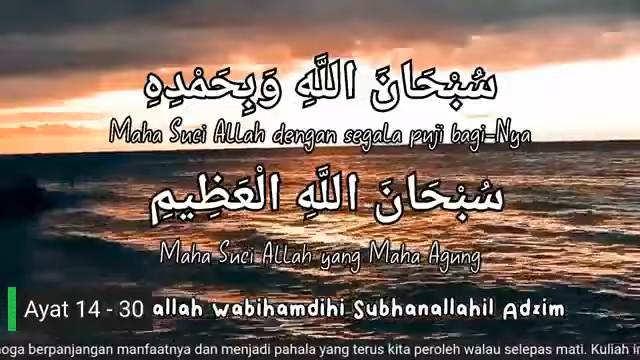 سُبْحَانَ اللَّهِ وَبِحَمْدِهِ
Maha Suci Allah dengan segala puji bagi-Nya
سُبْحَانَ اللَّهِ الْعَظِيمِ
Maha Suci Allah yang Maha Agung
Ayat 14 - 30 allah wabihamdihi Subhanallahil Adzim
berpanjangan manfaatnya dan menjadi pahala yang terus kita peroleh walau selepas mati. Kuliah